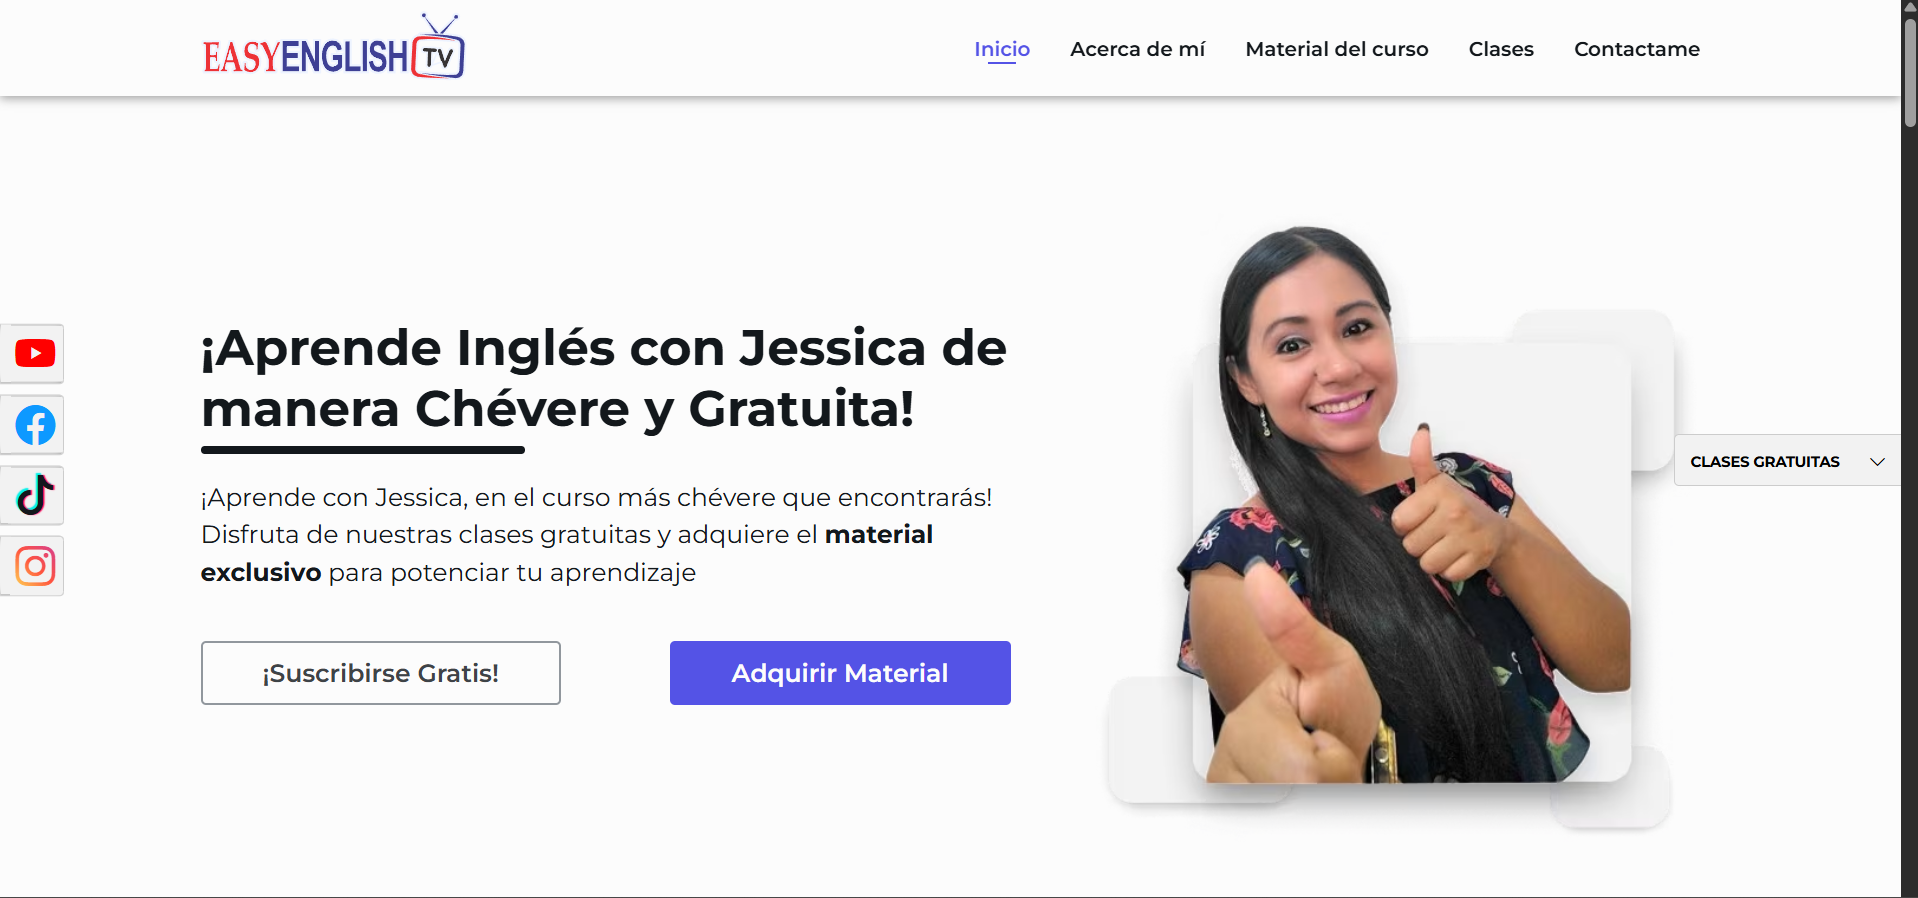 EASYENGLISH TV
Inicio
Acerca de mí
Material del curso
Clases
Contactame
¡Aprende Inglés con Jessica de
manera Chévere y Gratuita!
¡Aprende con Jessica, en el curso más chévere que encontrarás!
Disfruta de nuestras clases gratuitas y adquiere el material
exclusivo para potenciar tu aprendizaje
¡Suscribirse Gratis!
Adquirir Material
CLASES GRATUITAS